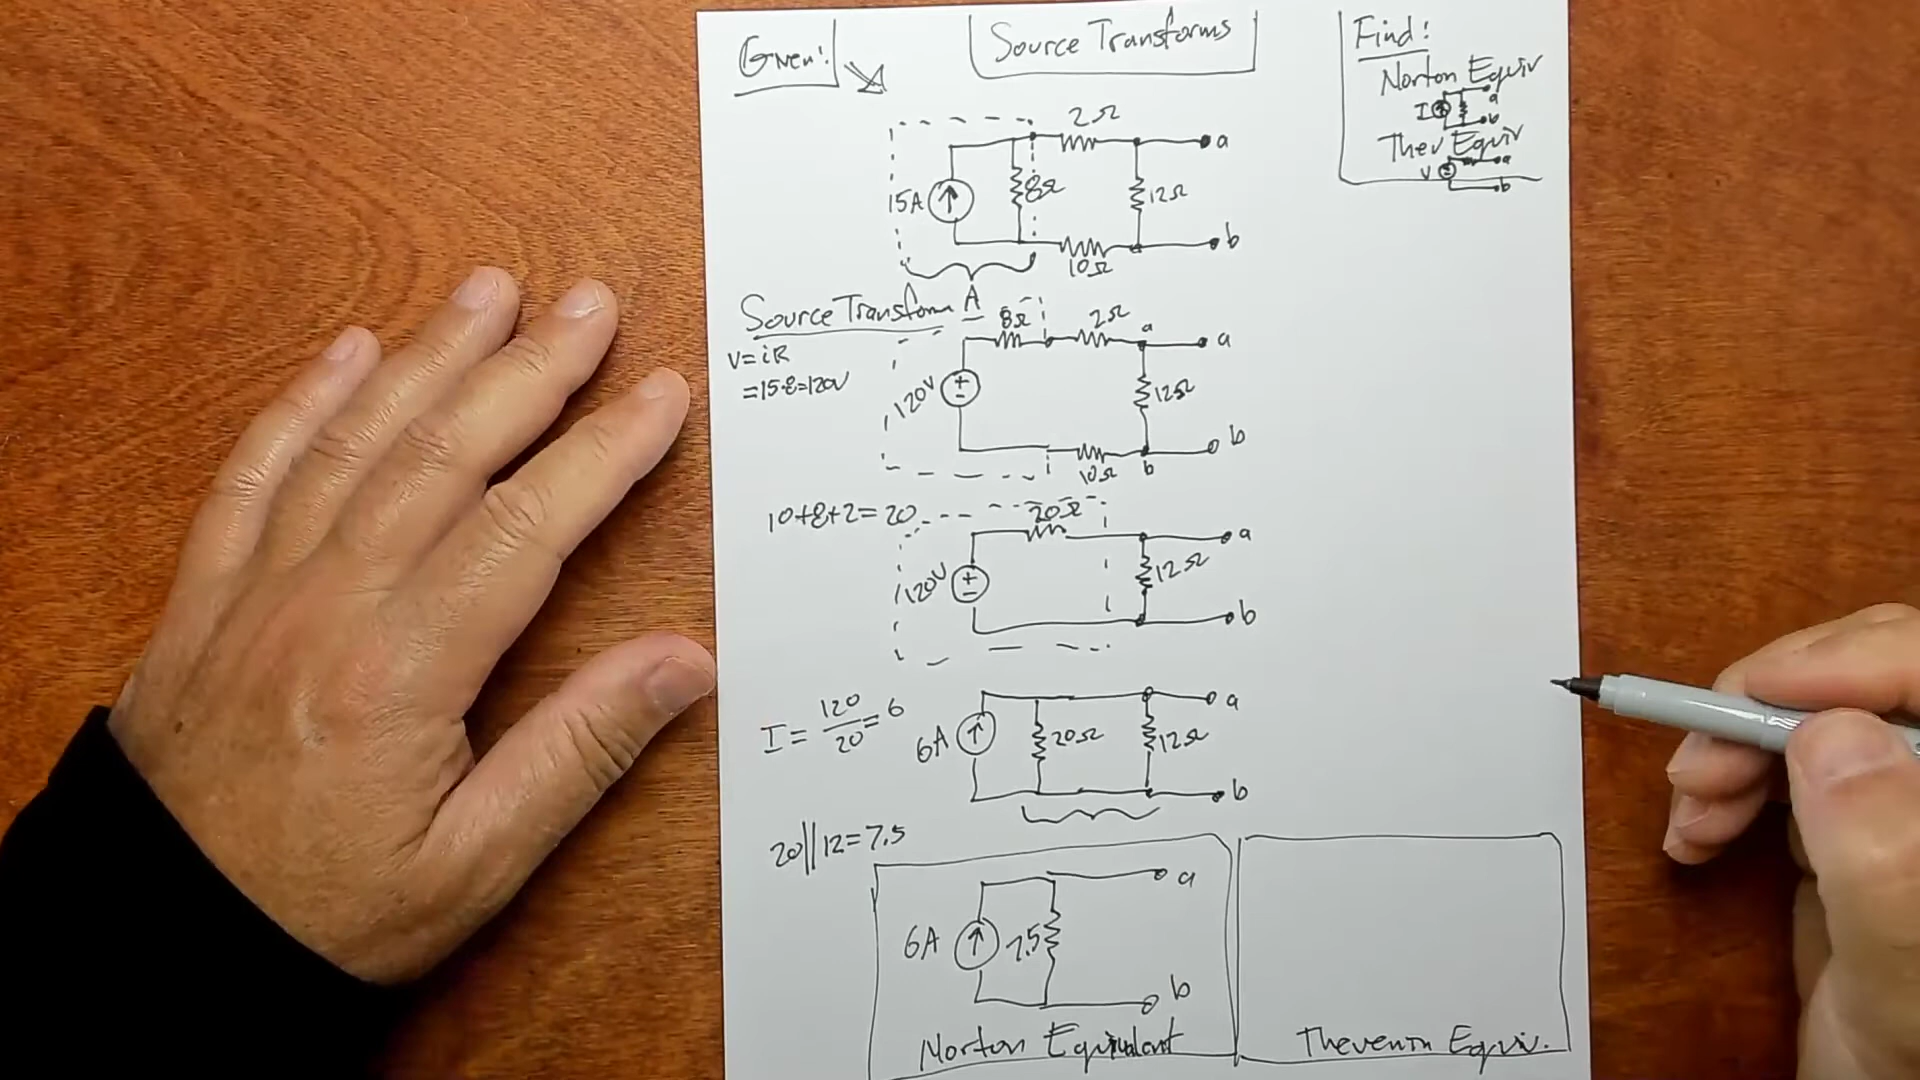 Given:
Source Transforms
Find:
Norton Equiv
I
a
b
Thev Equiv
V
a
b
2Ω
a
15A
8Ω
12Ω
b
10Ω
Source Transform A
V=iR
=15·8=120V
8Ω
2Ω
a
a
120V
+
-
12Ω
b
10Ω
b
10+8+2=20
20Ω
a
120V
+
-
12Ω
b
I = 120/20 = 6
6A
20Ω
12Ω
a
b
20||12=7.5
a
6A
7.5
b
Norton Equivalent
Thevenin Equiv.